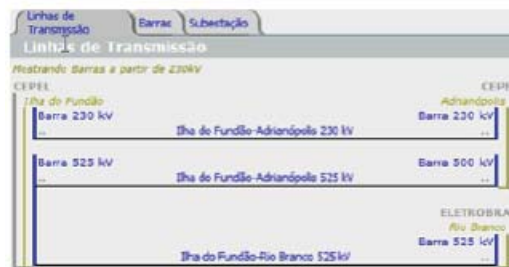 Linhas de Transmissão
Barras
Subestação
Linhas de Transmissão
Mostrando Barras a partir de 230kV
CEPEL CEPE
Ilha do Fundão Adrianópolis
Barra 230 kV Barra 230 kV
.. ..
Ilha do Fundão-Adrianópolis 230 kV
Barra 525 kV Barra 500 kV
.. ..
Ilha do Fundão-Adrianópolis 525 kV
ELETROBRA
Rio Branco
Barra 525 kV
..
Ilha do Fundão-Rio Branco 525 kV